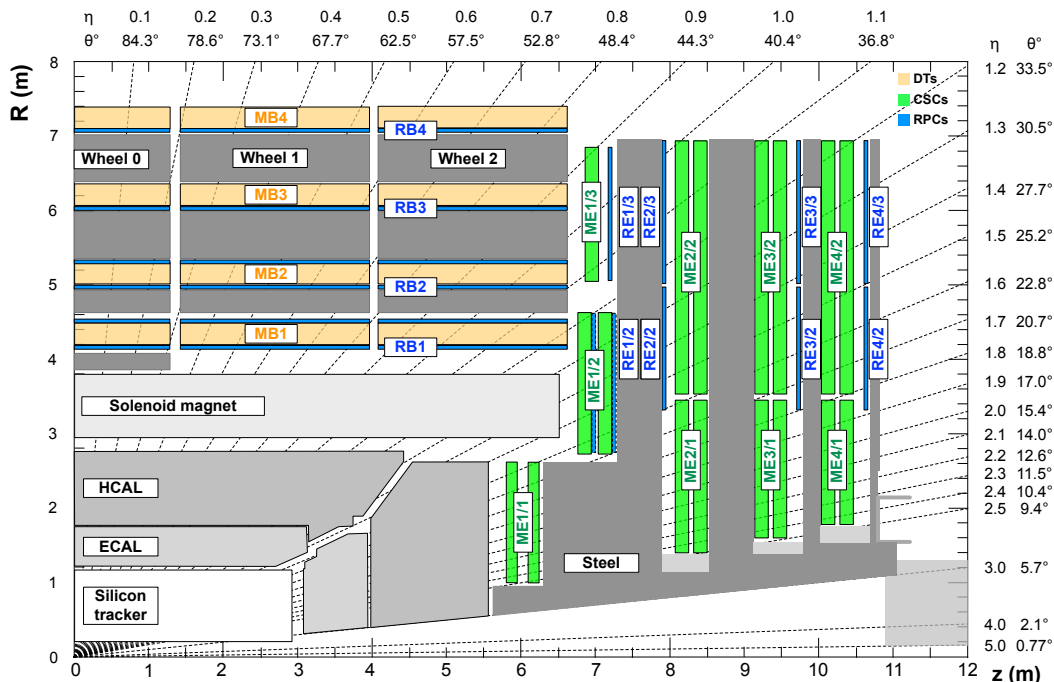 η 0.1 0.2 0.3 0.4 0.5 0.6 0.7 0.8 0.9 1.0 1.1
θ° 84.3° 78.6° 73.1° 67.7° 62.5° 57.5° 52.8° 48.4° 44.3° 40.4° 36.8° η θ°
R (m)
8
7
6
5
4
3
2
1
0
1.2 33.5°
1.3 30.5°
1.4 27.7°
1.5 25.2°
1.6 22.8°
1.7 20.7°
1.8 18.8°
1.9 17.0°
2.0 15.4°
2.1 14.0°
2.2 12.6°
2.3 11.5°
2.4 10.4°
2.5 9.4°
3.0 5.7°
4.0 2.1°
5.0 0.77°
DTs
CSCs
RPCs
MB4
RB4
Wheel 0
Wheel 1
Wheel 2
MB3
RB3
MB2
RB2
MB1
RB1
Solenoid magnet
HCAL
ECAL
Silicon
tracker
Steel
ME1/3
RE1/3
RE2/3
ME2/2
ME3/2
RE3/3
ME4/2
RE4/3
ME1/2
RE1/2
RE2/2
RE3/2
RE4/2
ME1/1
ME2/1
ME3/1
ME4/1
0 1 2 3 4 5 6 7 8 9 10 11 12
z (m)